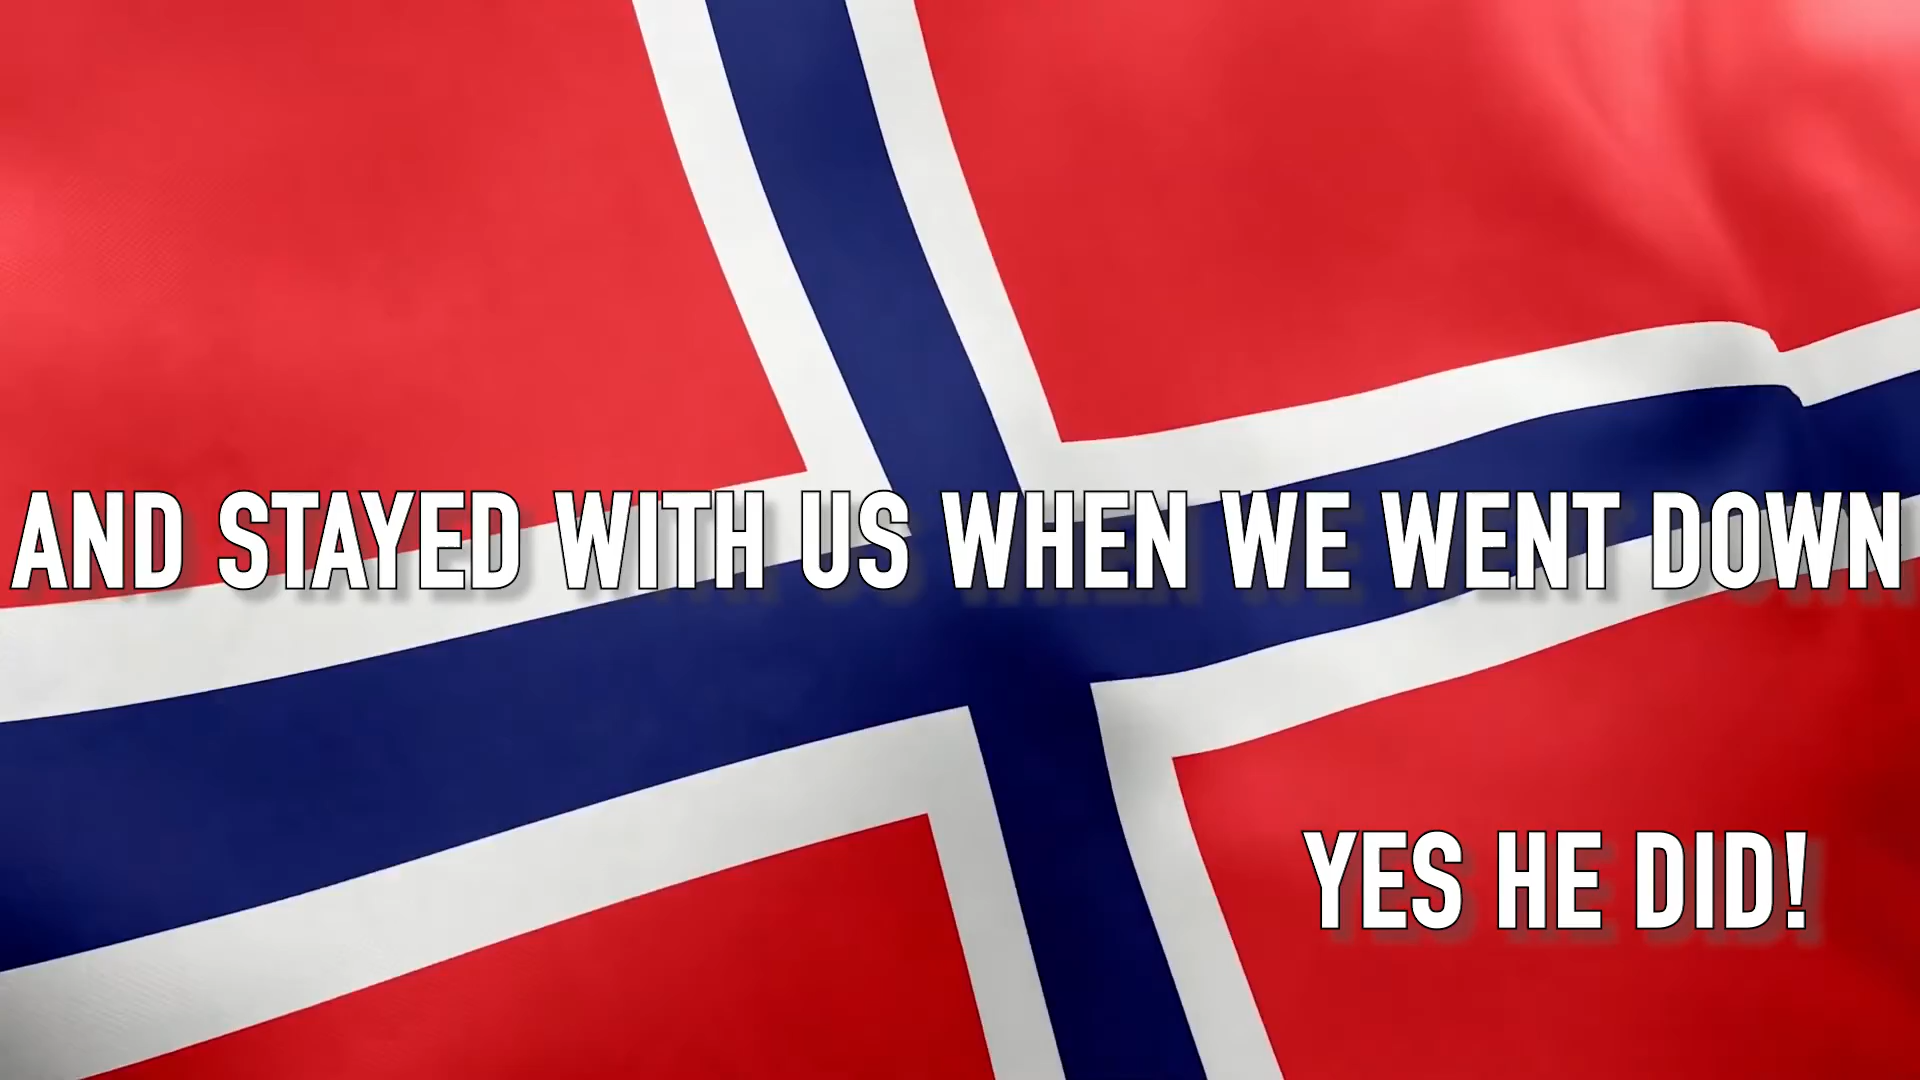 AND STAYED WITH US WHEN WE WENT DOWN
YES HE DID!